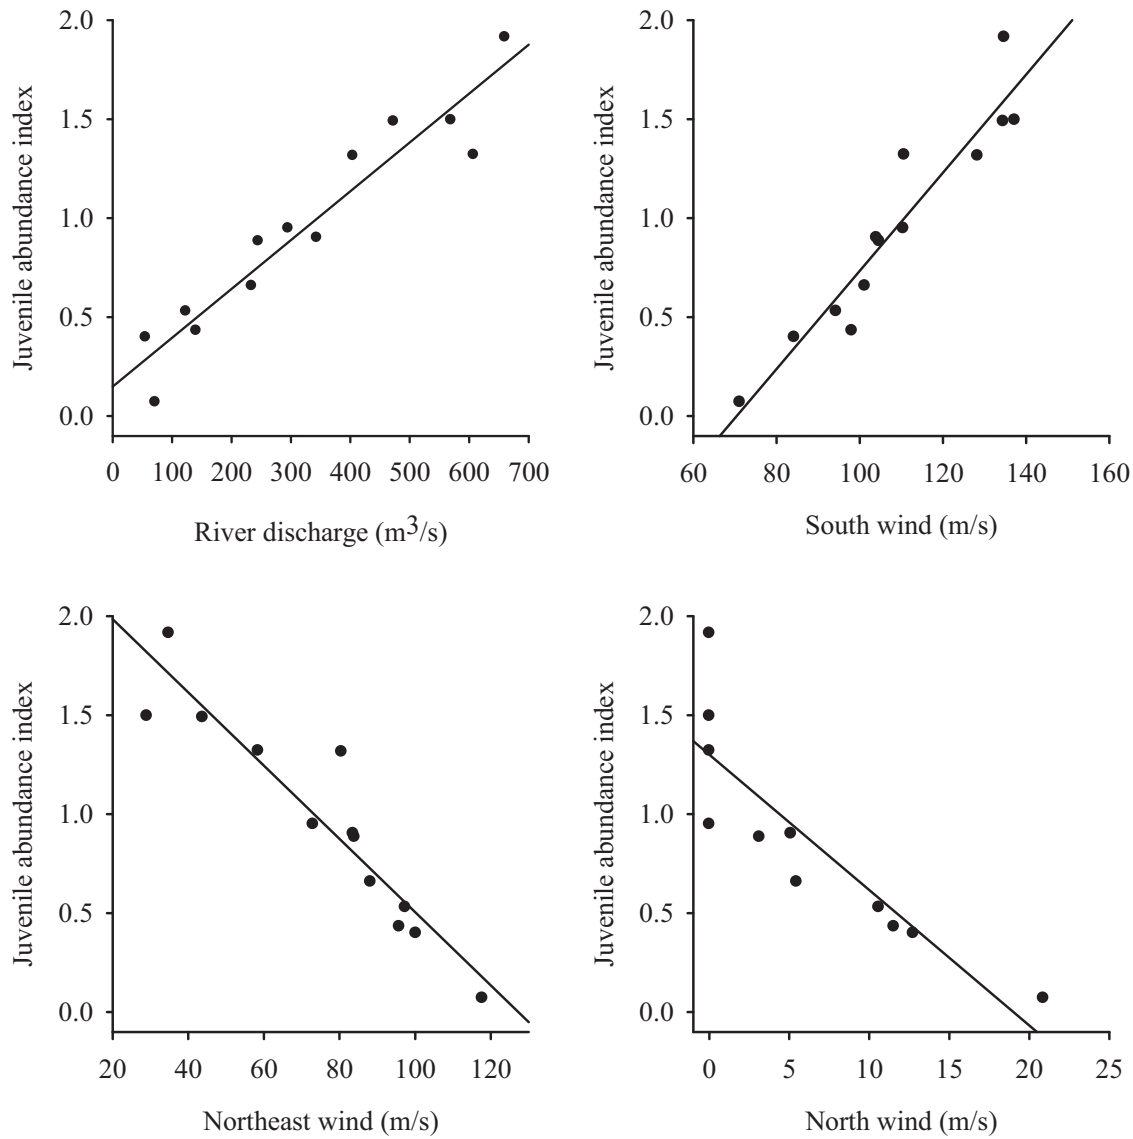 2.0
1.5
1.0
0.5
0.0
Juvenile abundance index
0 100 200 300 400 500 600 700
River discharge (m3/s)
2.0
1.5
1.0
0.5
0.0
Juvenile abundance index
60 80 100 120 140 160
South wind (m/s)
2.0
1.5
1.0
0.5
0.0
Juvenile abundance index
20 40 60 80 100 120
Northeast wind (m/s)
2.0
1.5
1.0
0.5
0.0
Juvenile abundance index
0 5 10 15 20 25
North wind (m/s)